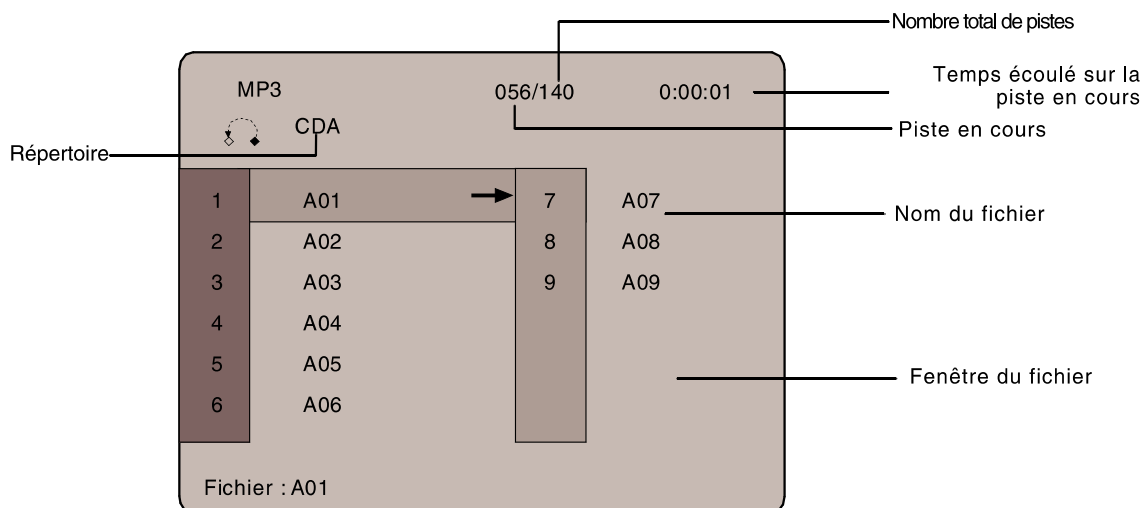 Nombre total de pistes
MP3 056/140 0:00:01
Temps écoulé sur la
piste en cours
CDA
Piste en cours
Répertoire
1 A01 7 A07
Nom du fichier
2 A02 8 A08
3 A03 9 A09
4 A04
5 A05
Fenêtre du fichier
6 A06
Fichier : A01